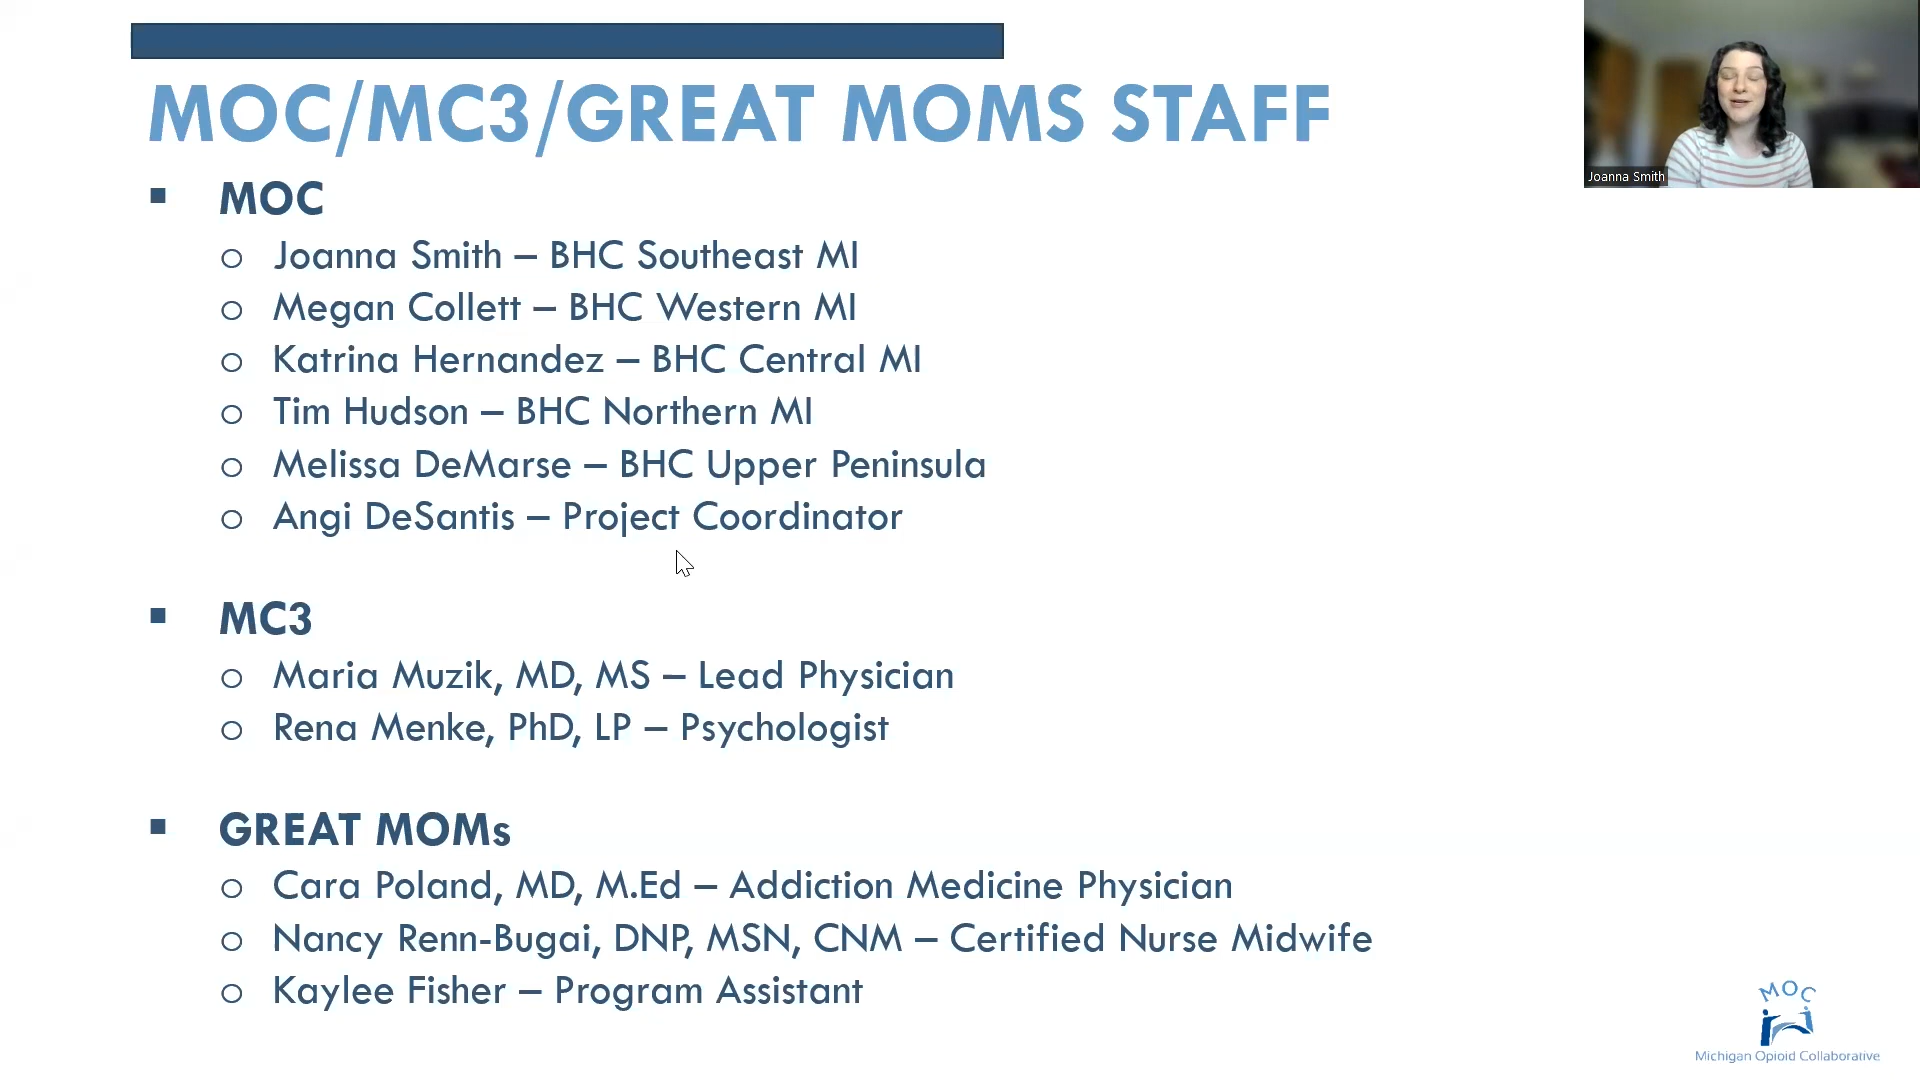 MOC/MC3/GREAT MOMS STAFF
Joanna Smith
▪ MOC
o Joanna Smith – BHC Southeast MI
o Megan Collett – BHC Western MI
o Katrina Hernandez – BHC Central MI
o Tim Hudson – BHC Northern MI
o Melissa DeMarse – BHC Upper Peninsula
o Angi DeSantis – Project Coordinator
▪ MC3
o Maria Muzik, MD, MS – Lead Physician
o Rena Menke, PhD, LP – Psychologist
▪ GREAT MOMs
o Cara Poland, MD, M.Ed – Addiction Medicine Physician
o Nancy Renn-Bugai, DNP, MSN, CNM – Certified Nurse Midwife
o Kaylee Fisher – Program Assistant
MOC
Michigan Opioid Collaborative